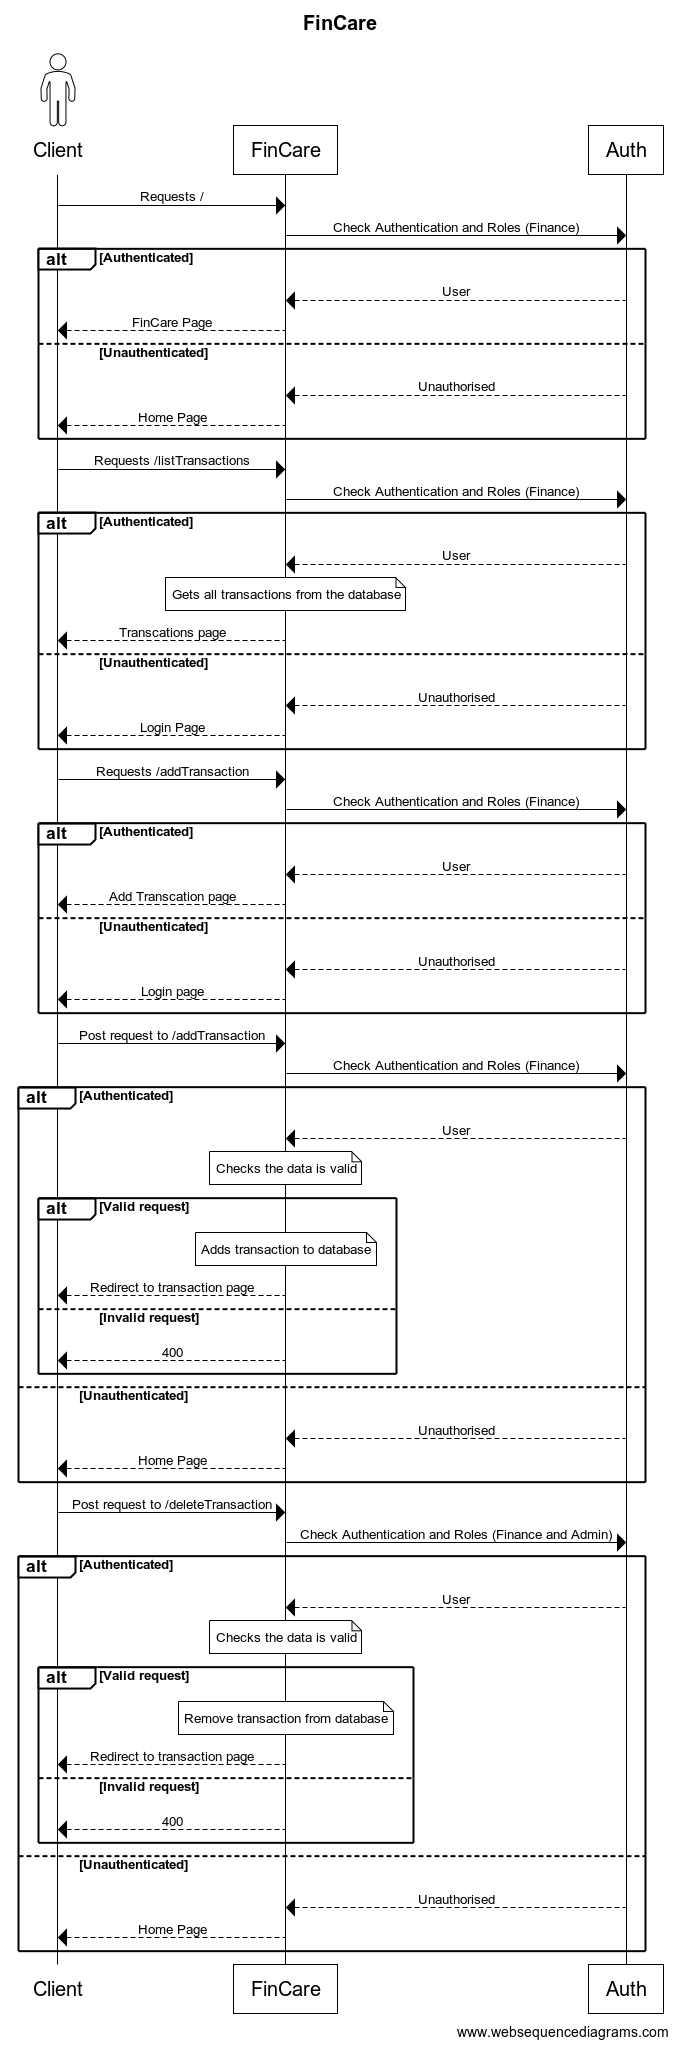 FinCare
Client
FinCare
Auth
Requests /
Check Authentication and Roles (Finance)
alt
[Authenticated]
User
FinCare Page
[Unauthenticated]
Unauthorised
Home Page
Requests /listTransactions
Check Authentication and Roles (Finance)
alt
[Authenticated]
User
Gets all transactions from the database
Transcations page
[Unauthenticated]
Unauthorised
Login Page
Requests /addTransaction
Check Authentication and Roles (Finance)
alt
[Authenticated]
User
Add Transcation page
[Unauthenticated]
Unauthorised
Login page
Post request to /addTransaction
Check Authentication and Roles (Finance)
alt
[Authenticated]
User
Checks the data is valid
alt
[Valid request]
Adds transaction to database
Redirect to transaction page
[Invalid request]
400
[Unauthenticated]
Unauthorised
Home Page
Post request to /deleteTransaction
Check Authentication and Roles (Finance and Admin)
alt
[Authenticated]
User
Checks the data is valid
alt
[Valid request]
Remove transaction from database
Redirect to transaction page
[Invalid request]
400
[Unauthenticated]
Unauthorised
Home Page
Client
FinCare
Auth
www.websequencediagrams.com